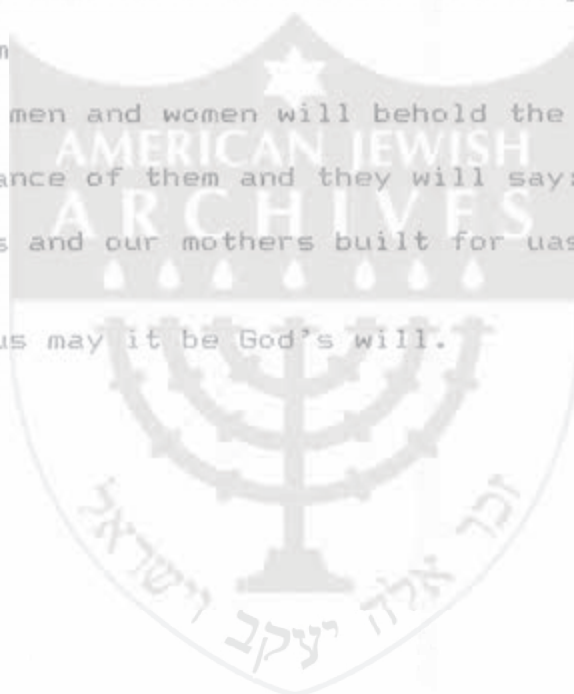 m
men and women will behold the
AMERICAN JEWISH
ance of them and they will say:
ARCHIVES
s and our mothers built for uas
us may it be God's will.
זכר אלה יעקב וישראל